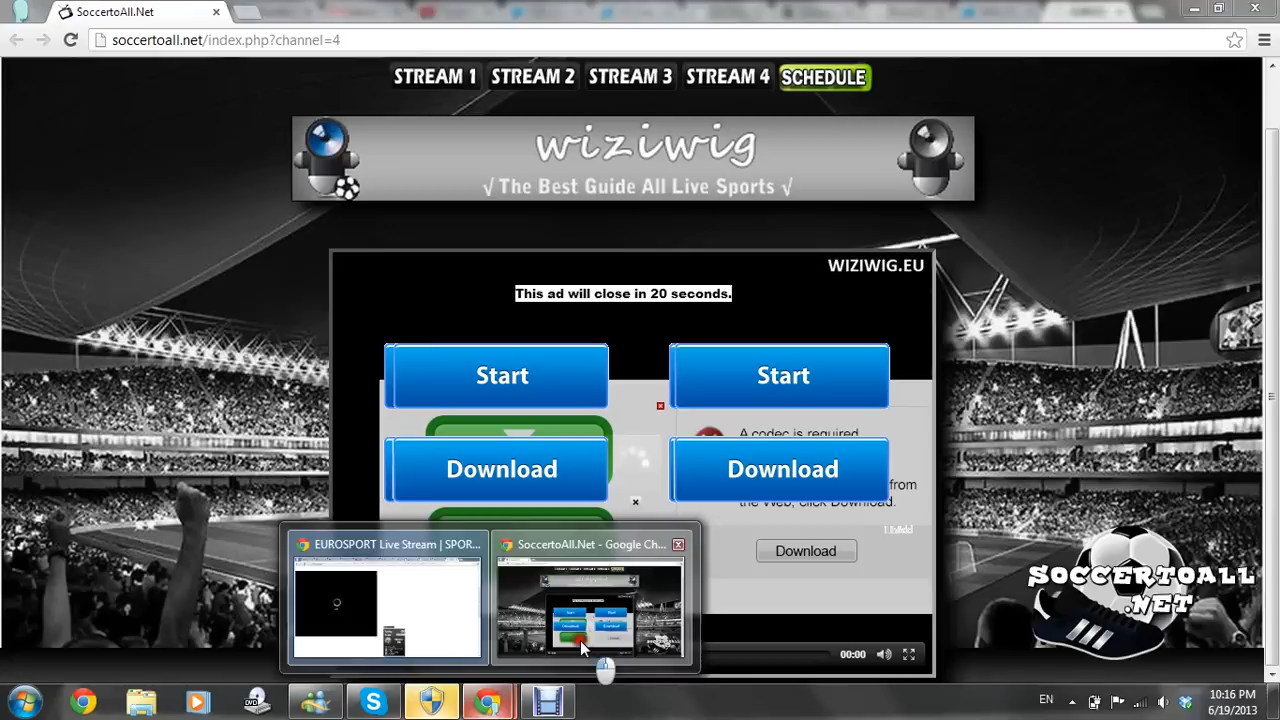 SoccertoAll.Net
soccertoall.net/index.php?channel=4
STREAM 1 STREAM 2 STREAM 3 STREAM 4 SCHEDULE
wiziwig
√ The Best Guide All Live Sports √
WIZIWIG.EU
This ad will close in 20 seconds.
Start Start
A codec is required
Download Download
from
the Web, click Download.
Download
EUROSPORT Live Stream | SPOR...
SoccertoAll.Net - Google Ch...
SOCCERTOALL
.NET
00:00
EN
10:16 PM
6/19/2013